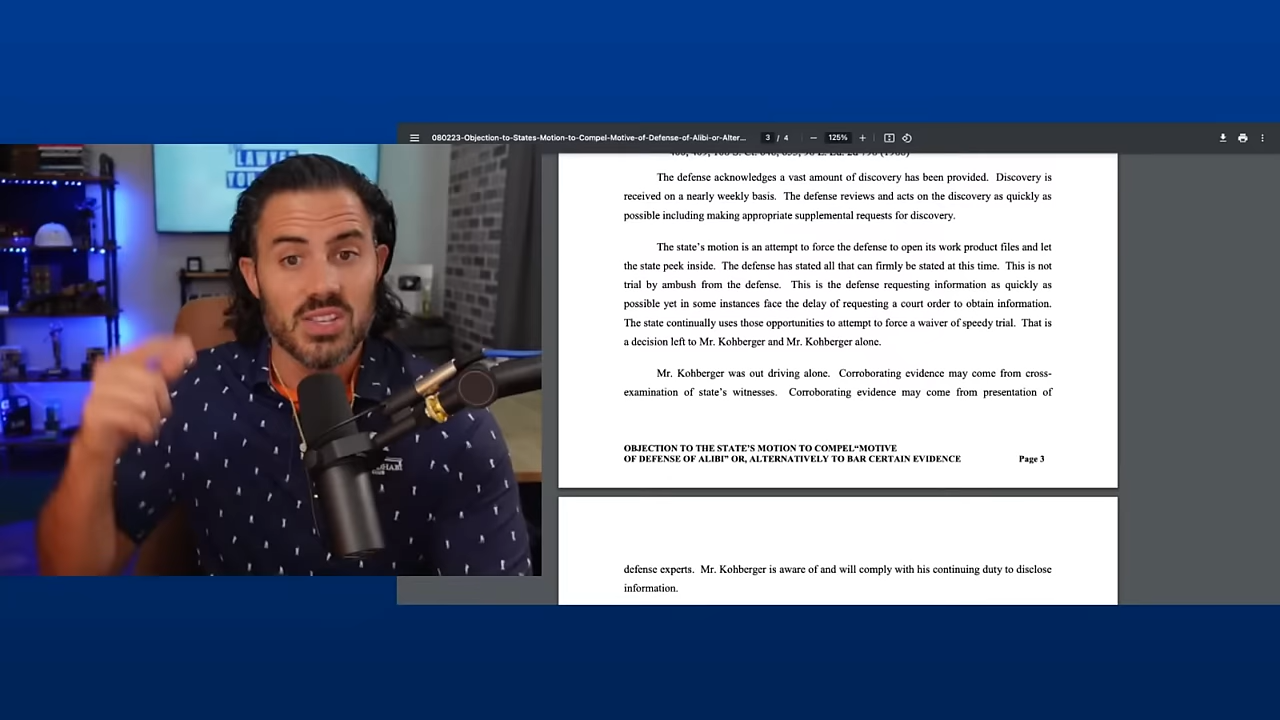 LAWYER
080223-Objection-to-States-Motion-to-Compel-Motive-of-Defense-of-Alibi-or-Alter...
3 / 4
125%
The defense acknowledges a vast amount of discovery has been provided. Discovery is
received on a nearly weekly basis. The defense reviews and acts on the discovery as quickly as
possible including making appropriate supplemental requests for discovery.
The state's motion is an attempt to force the defense to open its work product files and let
the state peek inside. The defense has stated all that can firmly be stated at this time. This is not
trial by ambush from the defense. This is the defense requesting information as quickly as
possible yet in some instances face the delay of requesting a court order to obtain information.
The state continually uses those opportunities to attempt to force a waiver of speedy trial. That is
a decision left to Mr. Kohberger and Mr. Kohberger alone.
Mr. Kohberger was out driving alone. Corroborating evidence may come from cross-
examination of state's witnesses. Corroborating evidence may come from presentation of
OBJECTION TO THE STATE'S MOTION TO COMPEL“MOTIVE
OF DEFENSE OF ALIBI” OR, ALTERNATIVELY TO BAR CERTAIN EVIDENCE Page 3
defense experts. Mr. Kohberger is aware of and will comply with his continuing duty to disclose
information.